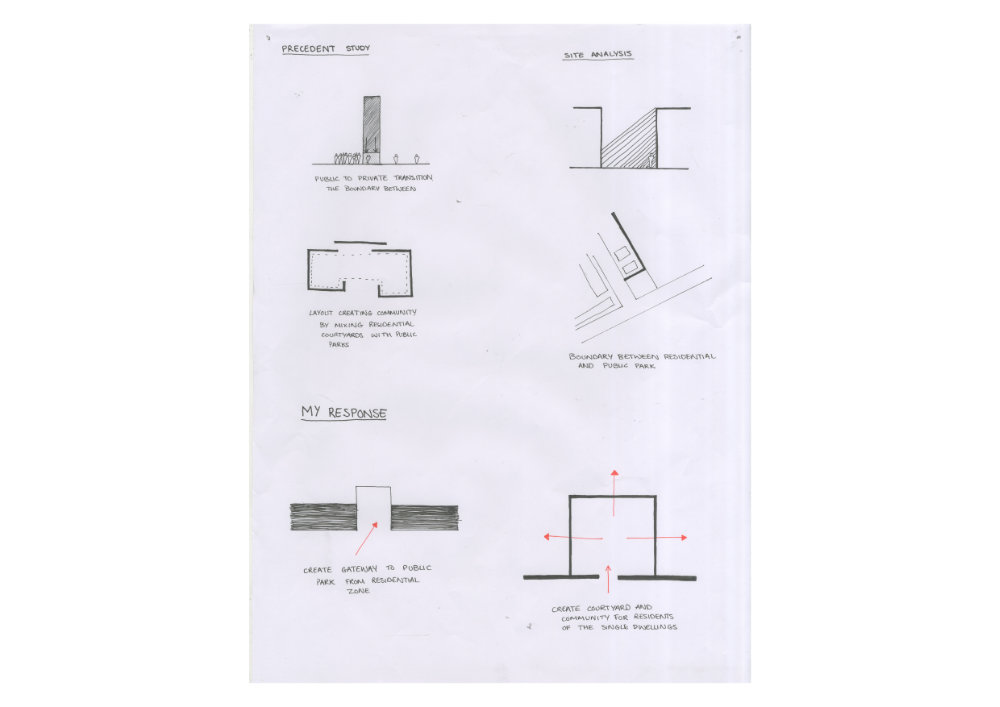 PRECEDENT STUDY
SITE ANALYSIS
PUBLIC TO PRIVATE TRANSITION
THE BOUNDARY BETWEEN
LAYOUT CREATING COMMUNITY
BY MIXING RESIDENTIAL
COURTYARDS WITH PUBLIC
PARKS
BOUNDARY BETWEEN RESIDENTIAL
AND PUBLIC PARK
MY RESPONSE
CREATE GATEWAY TO PUBLIC
PARK FROM RESIDENTIAL
ZONE
CREATE COURTYARD AND
COMMUNITY FOR RESIDENTS
OF THE SINGLE DWELLINGS